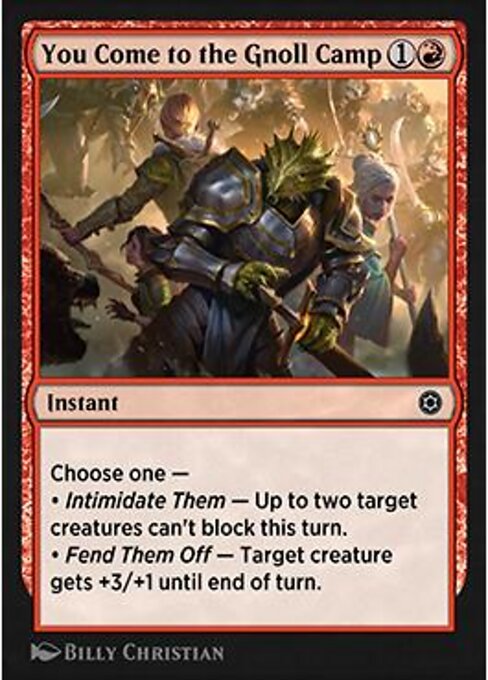 You Come to the Gnoll Camp 1
Instant
Choose one —
• Intimidate Them — Up to two target
creatures can't block this turn.
• Fend Them Off — Target creature
gets +3/+1 until end of turn.
BILLY CHRISTIAN